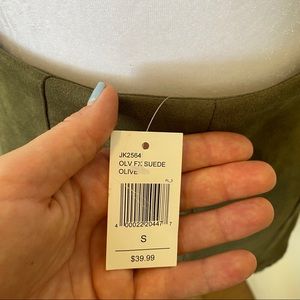 JK2564
OLV FX SUEDE
OLIVE
4 00022 20447 7
S
$39.99